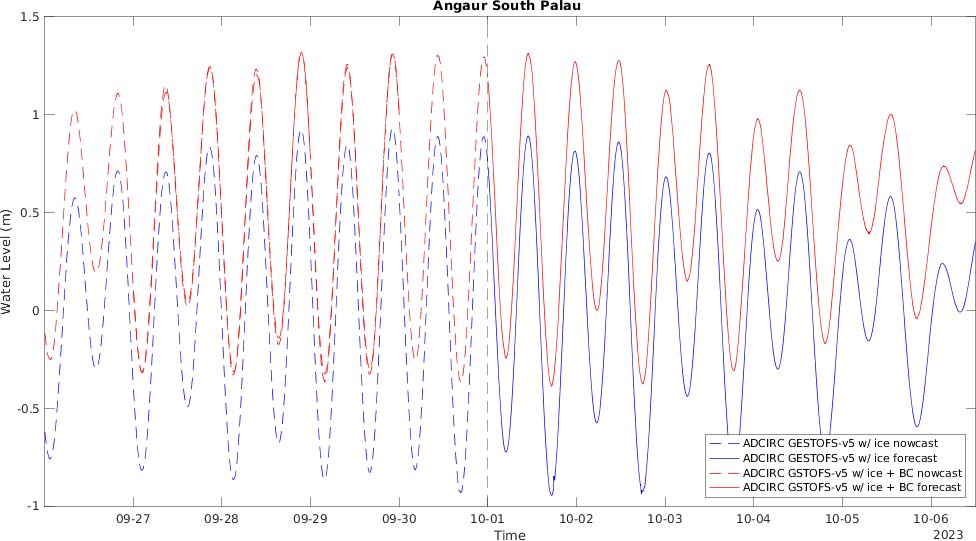 Angaur South Palau
1.5
1
0.5
0
-0.5
-1
Water Level (m)
09-27
09-28
09-29
09-30
10-01
10-02
10-03
10-04
10-05
10-06
Time
2023
ADCIRC GESTOFS-v5 w/ ice nowcast
ADCIRC GESTOFS-v5 w/ ice forecast
ADCIRC GSTOFS-v5 w/ ice + BC nowcast
ADCIRC GSTOFS-v5 w/ ice + BC forecast